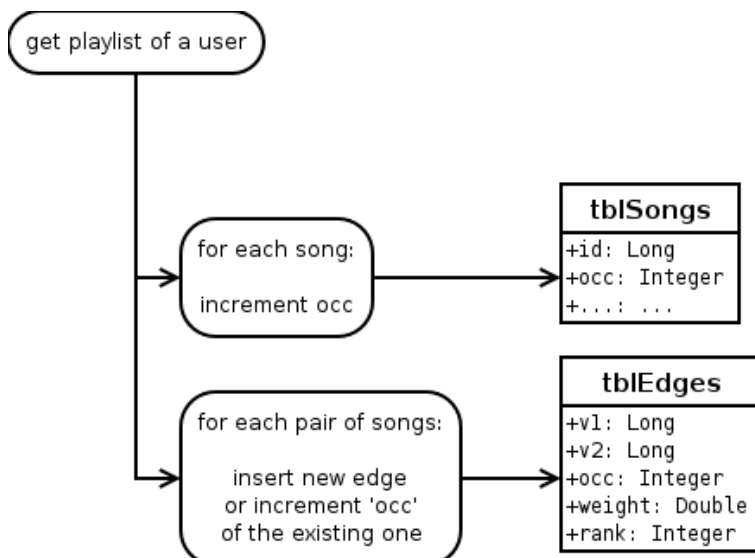 get playlist of a user
for each song:
increment occ
tblSongs
+id: Long
+occ: Integer
+...: ...
for each pair of songs:
insert new edge
or increment 'occ'
of the existing one
tblEdges
+v1: Long
+v2: Long
+occ: Integer
+weight: Double
+rank: Integer